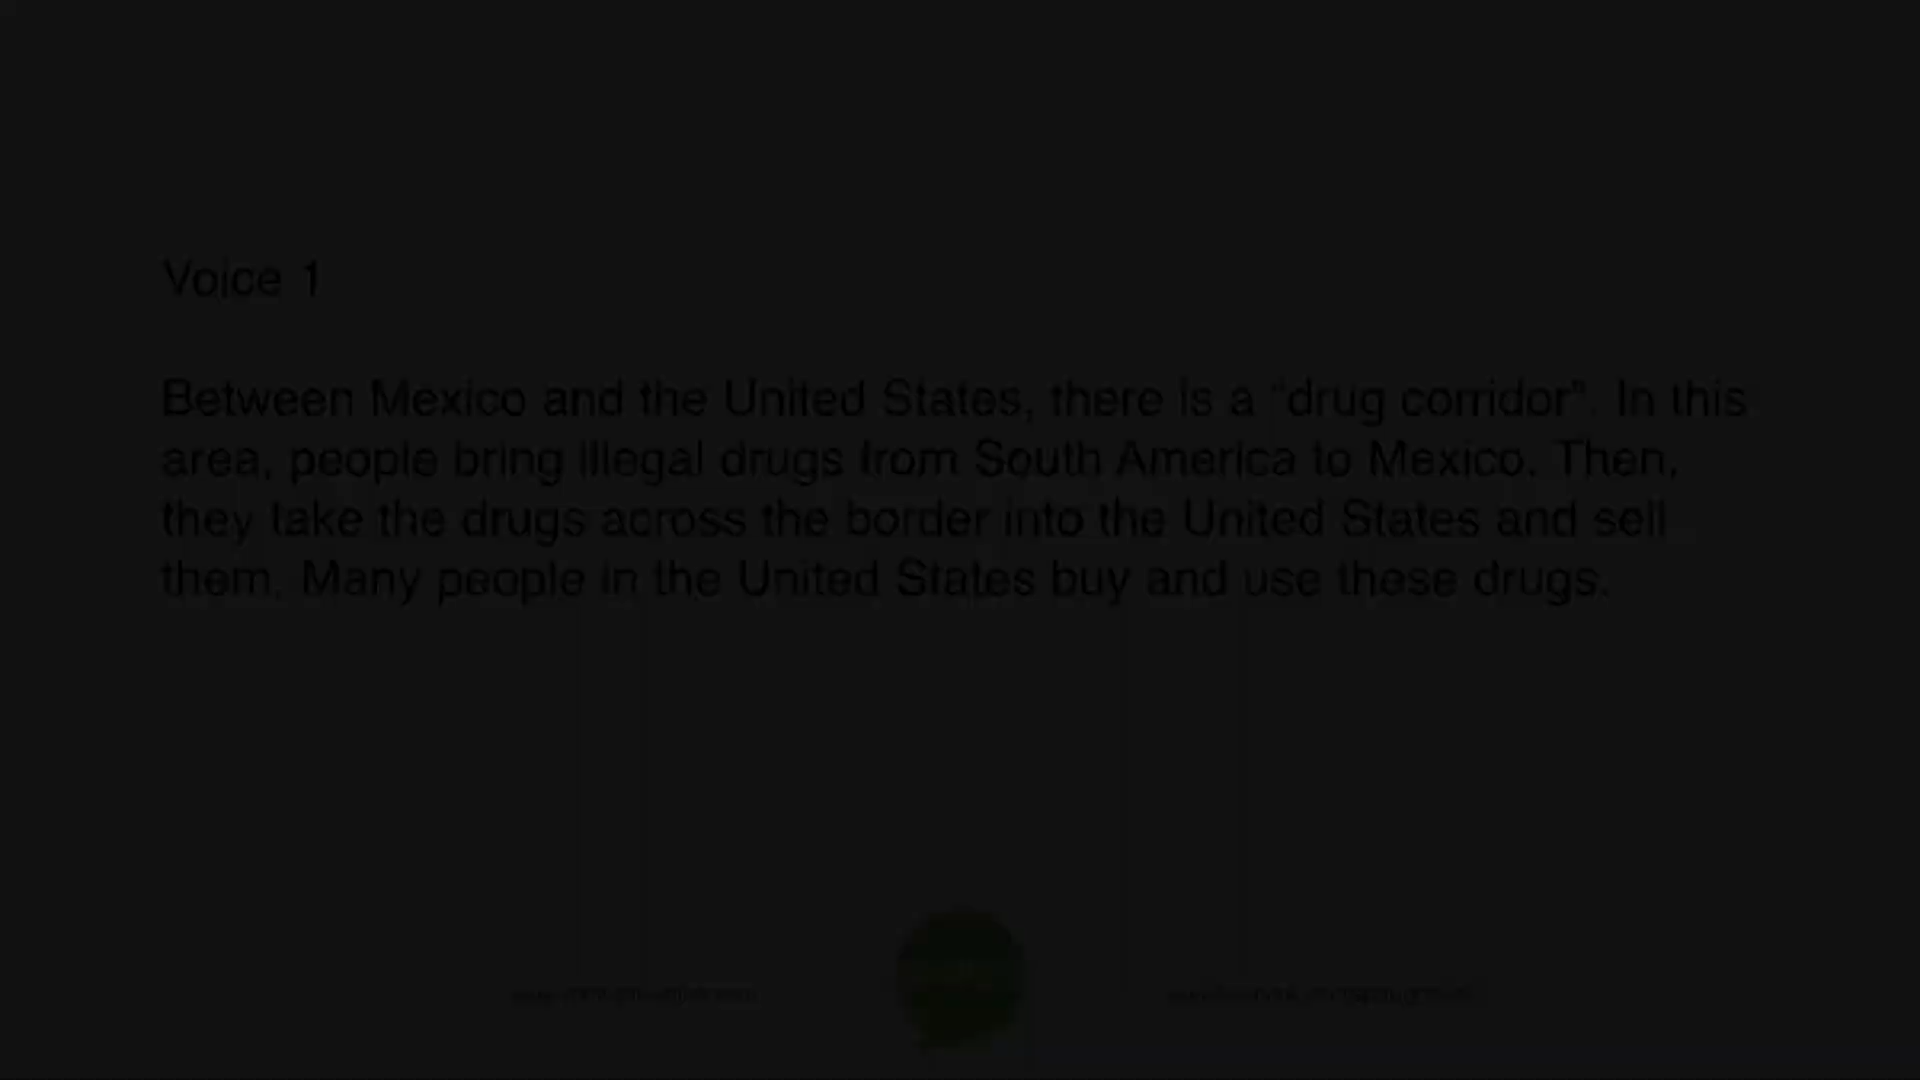 Voice 1
Between Mexico and the United States, there is a "drug corridor". In this
area, people bring illegal drugs from South America to Mexico. Then,
they take the drugs across the border into the United States and sell
them. Many people in the United States buy and use these drugs.